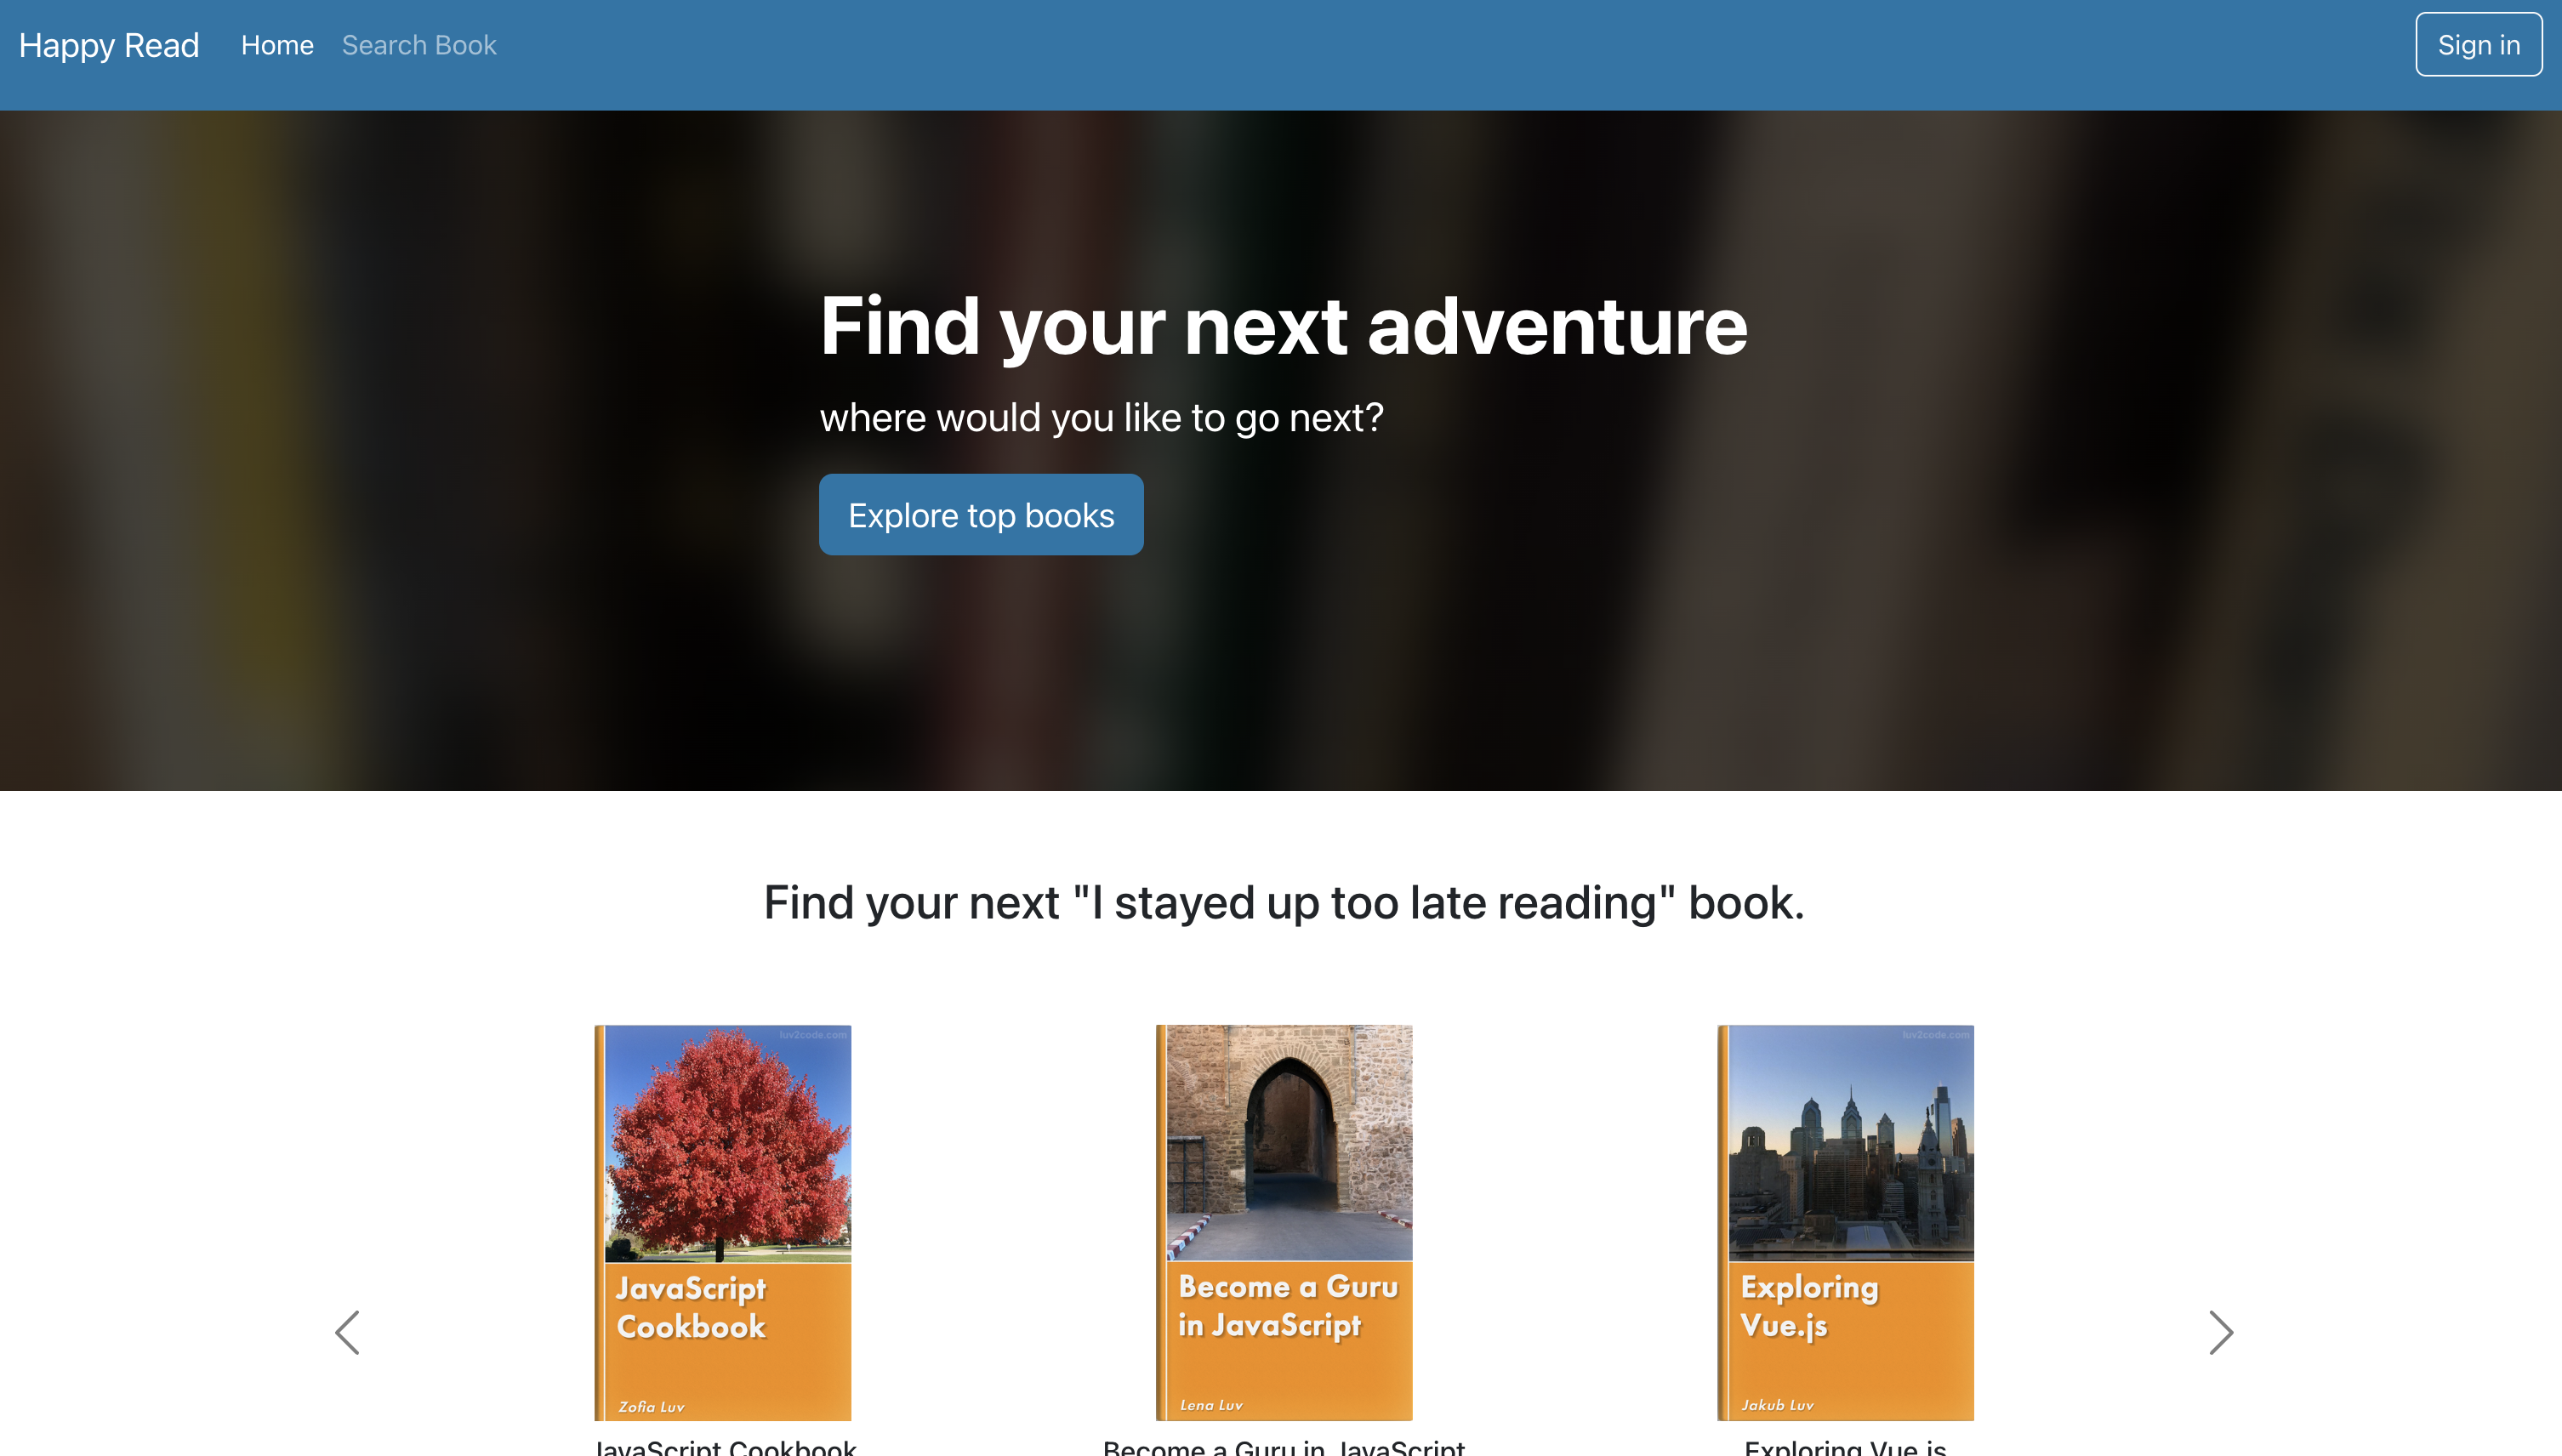 Happy Read Home Search Book Sign in
Find your next adventure
where would you like to go next?
Explore top books
Find your next "I stayed up too late reading" book.
luv2code.com
JavaScript
Cookbook
Zofia Luv
Become a Guru
in JavaScript
Lena Luv
luv2code.com
Exploring
Vue.js
Jakub Luv
JavaScript Cookbook
Become a Guru in JavaScript
Exploring Vue.js